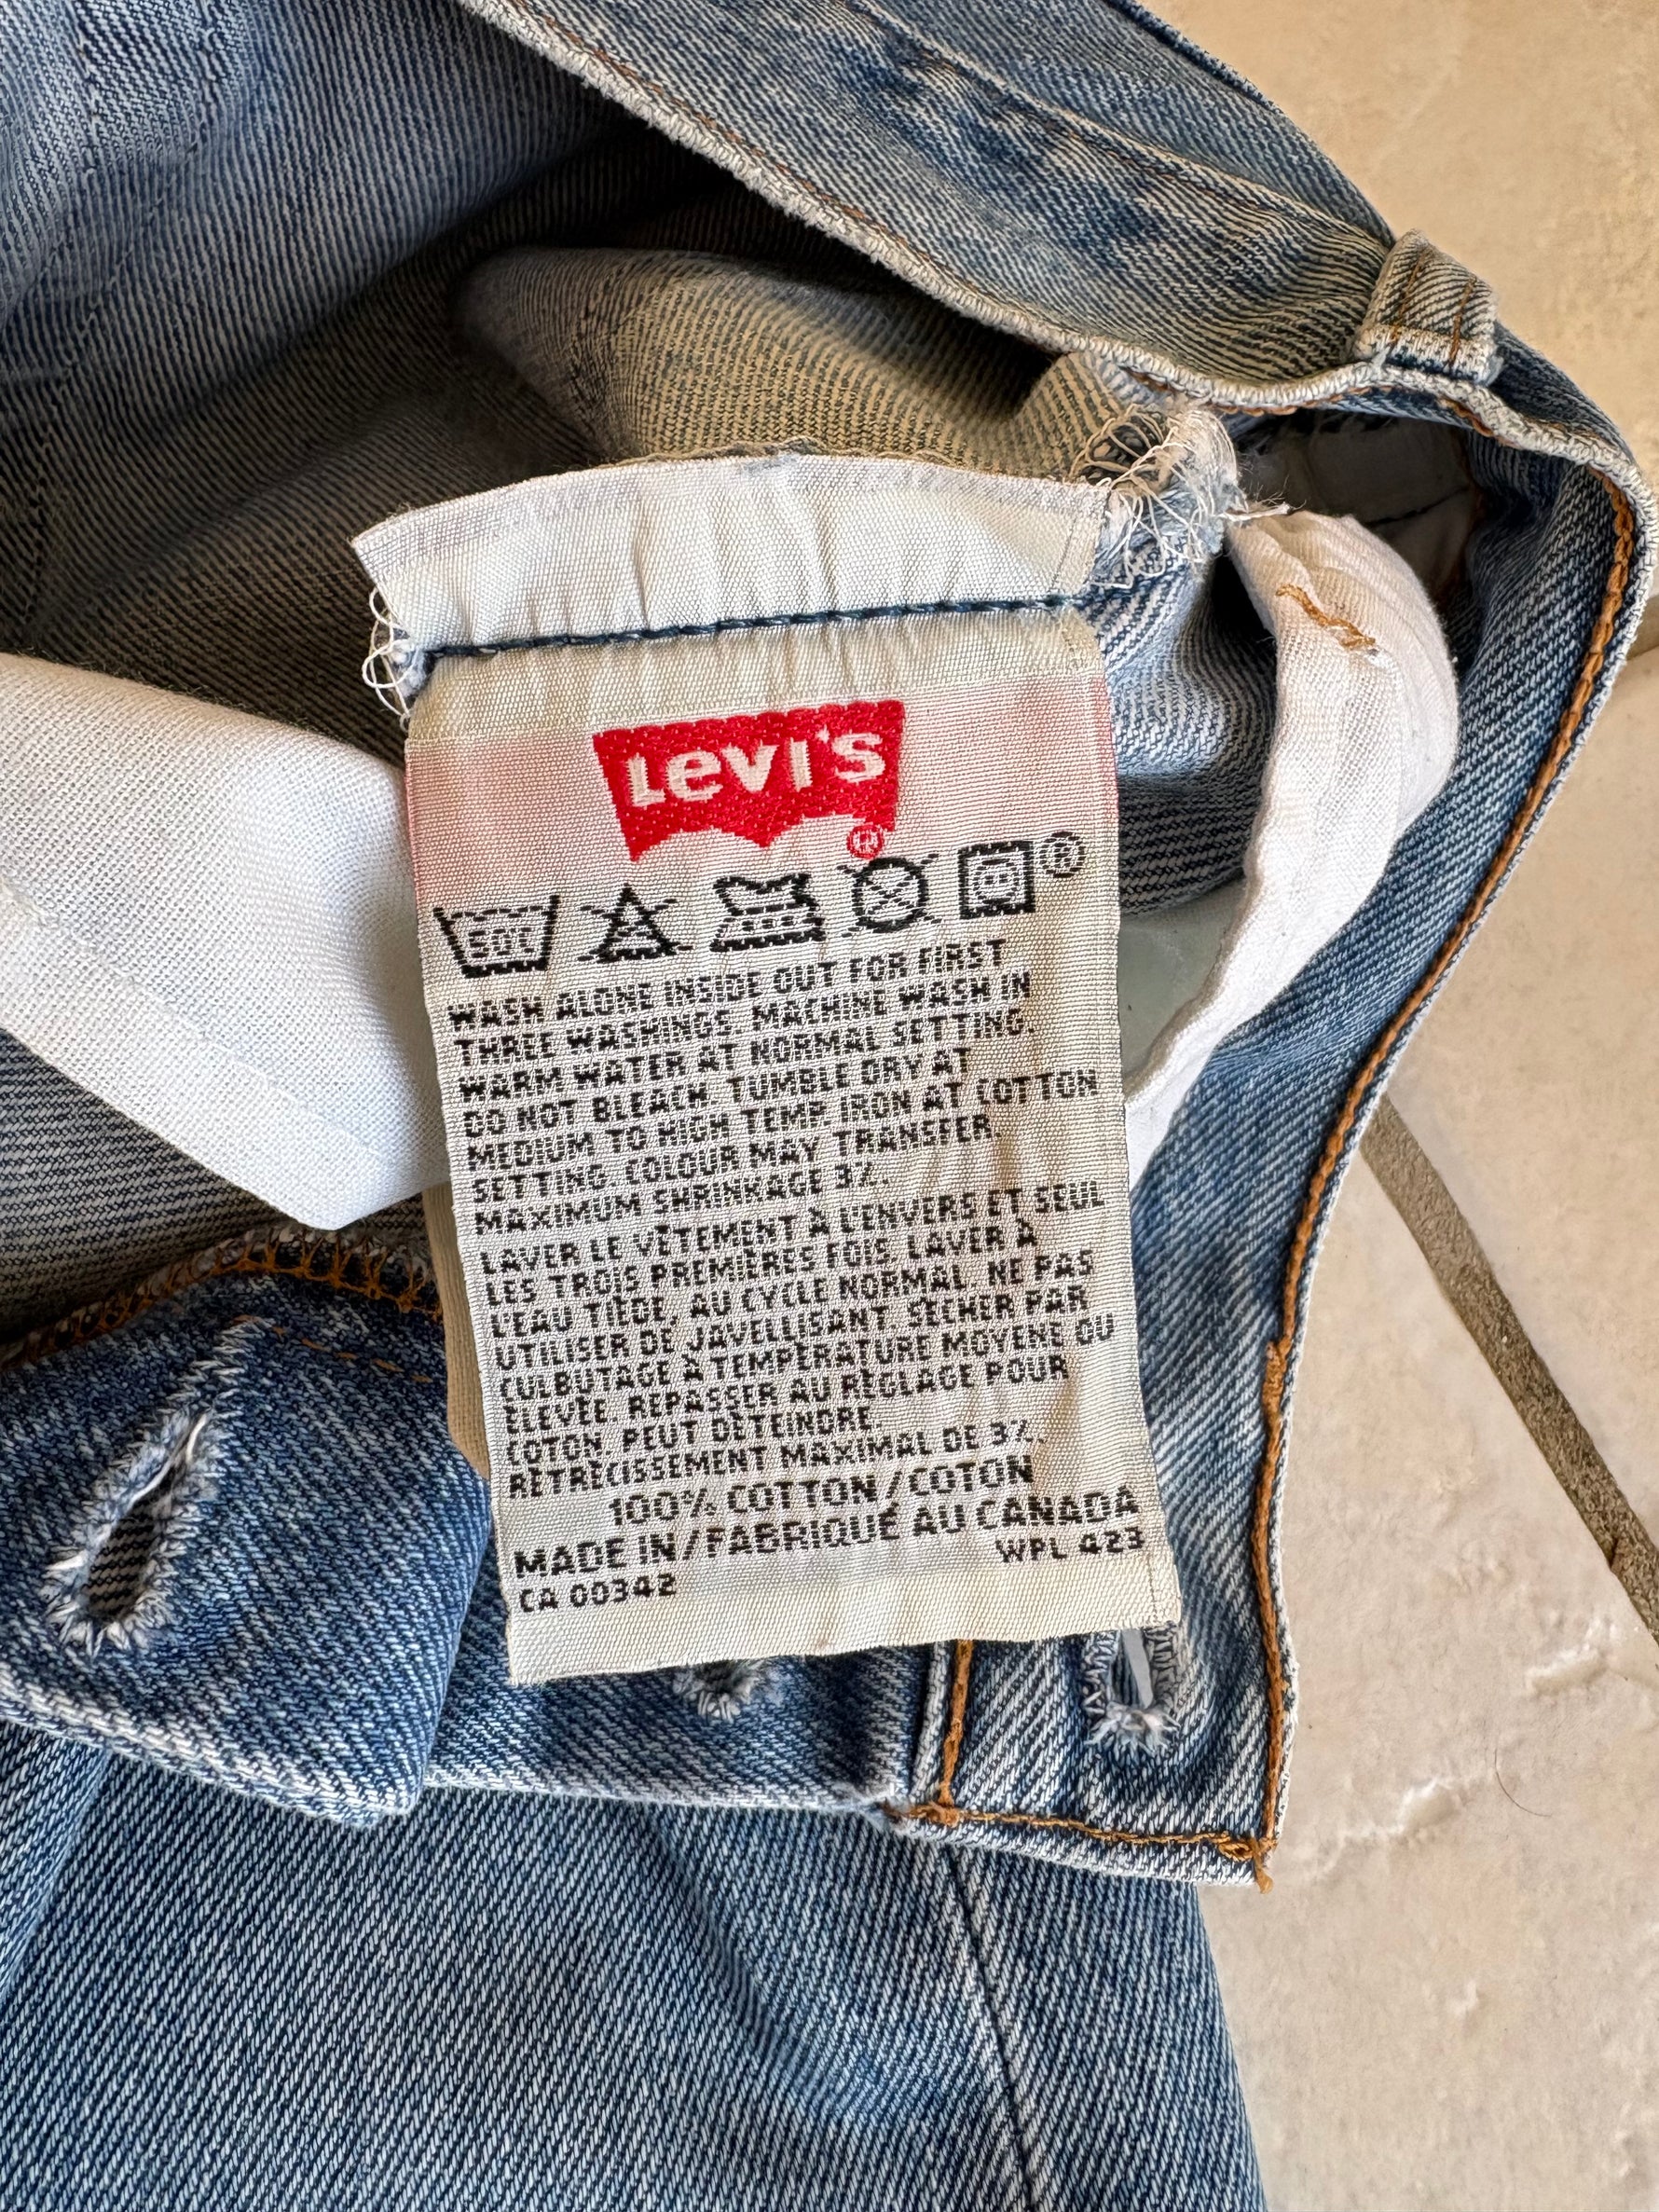 LEVI'S
®
50°C
®
WASH ALONE INSIDE OUT FOR FIRST
THREE WASHINGS. MACHINE WASH IN
WARM WATER AT NORMAL SETTING.
DO NOT BLEACH. TUMBLE DRY AT
MEDIUM TO HIGH TEMP. IRON AT COTTON
SETTING. COLOUR MAY TRANSFER.
MAXIMUM SHRINKAGE 3%.
LAVER LE VÊTEMENT À L'ENVERS ET SEUL
LES TROIS PREMIÈRES FOIS. LAVER À
L'EAU TIÈDE, AU CYCLE NORMAL. NE PAS
UTILISER DE JAVELLISANT. SÉCHER PAR
CULBUTAGE À TEMPÉRATURE MOYENE OU
ÉLEVÉE. REPASSER AU RÉGLAGE POUR
COTON. PEUT DÉTEINDRE.
RÉTRÉCISSEMENT MAXIMAL DE 3%.
100% COTTON/COTON
MADE IN/FABRIQUÉ AU CANADA
CA 00342 WPL 423